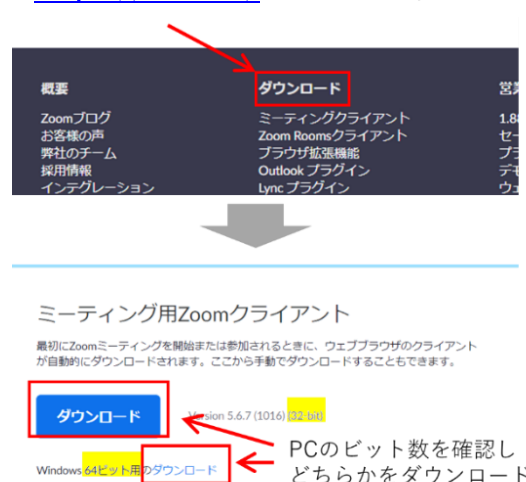 概要
Zoomブログ
お客様の声
弊社のチーム
採用情報
インテグレーション
ダウンロード
ミーティングクライアント
Zoom Roomsクライアント
ブラウザ拡張機能
Outlook プラグイン
Lync プラグイン
ミーティング用Zoomクライアント
最初にZoomミーティングを開始または参加されるときに、ウェブブラウザのクライアント
が自動的にダウンロードされます。ここから手動でダウンロードすることもできます。
ダウンロード
Version 5.6.7 (1016) (32-bit)
Windows 64ビット用のダウンロード
PCのビット数を確認し
どちらかをダウンロード